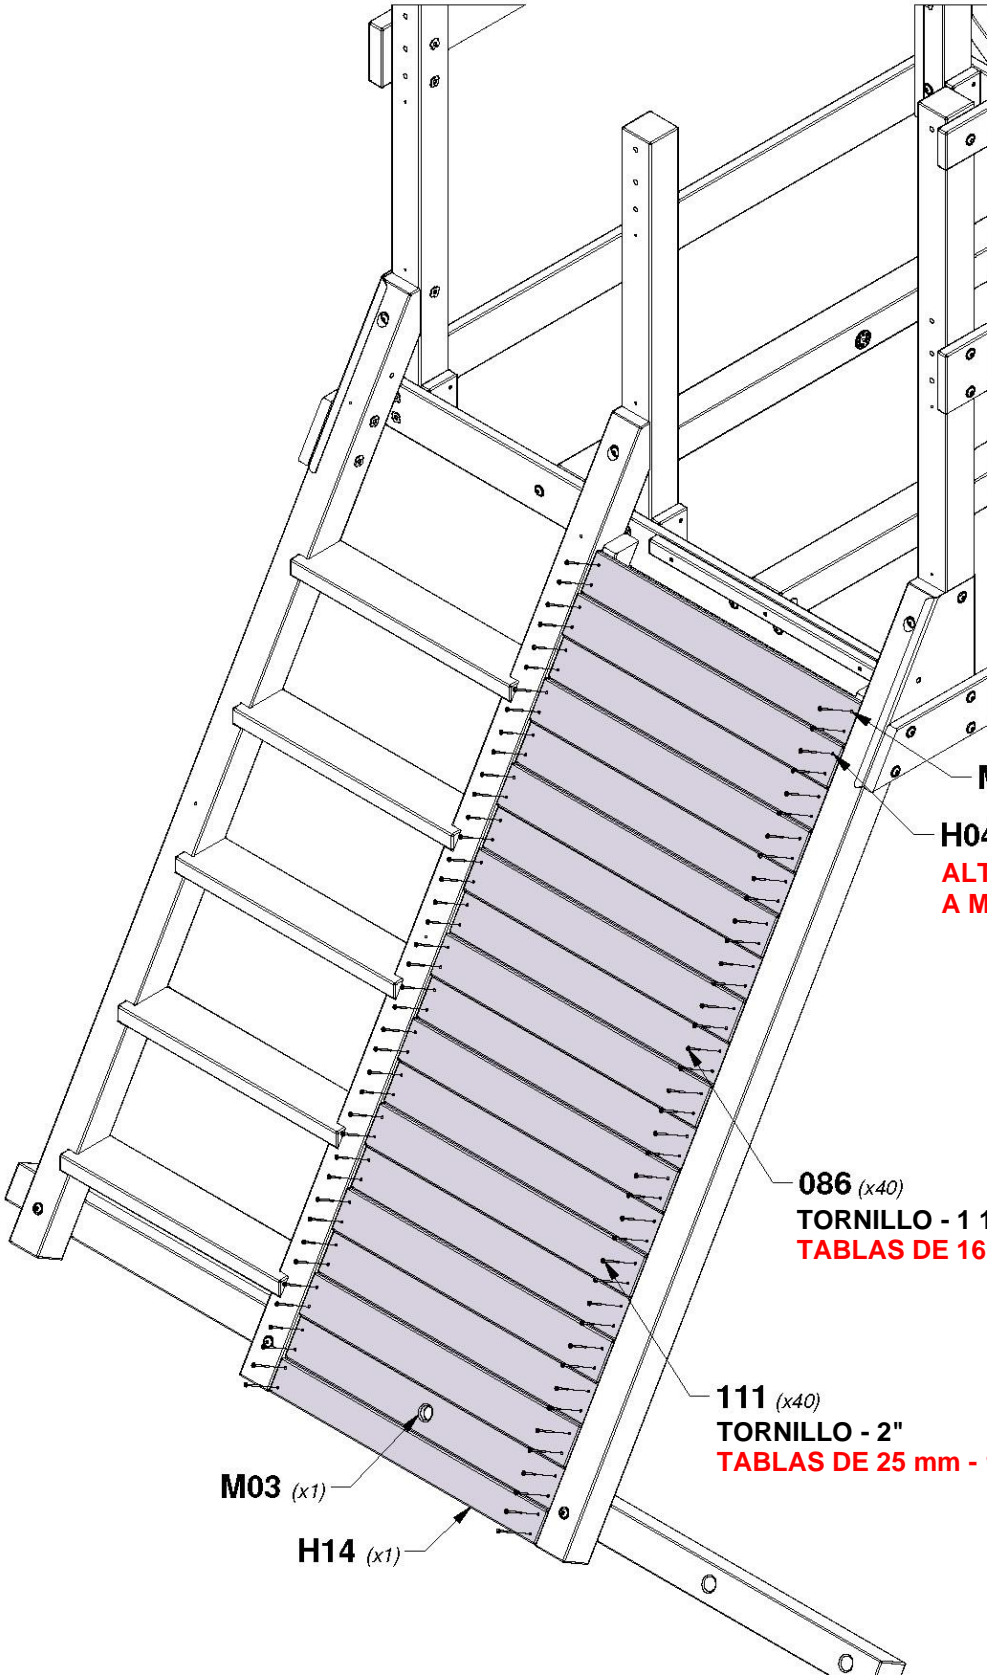 M
H04
ALT
A M
086 (x40)
TORNILLO - 1 1
TABLAS DE 16
111 (x40)
TORNILLO - 2"
TABLAS DE 25 mm -
M03 (x1)
H14 (x1)